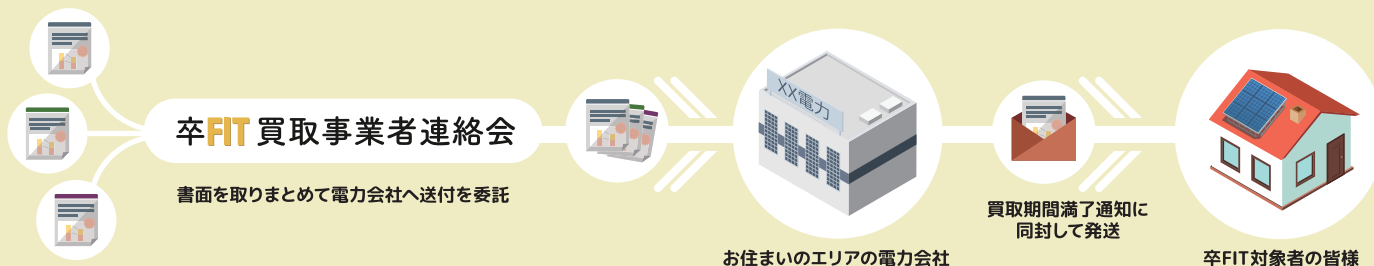 卒FIT買取事業者連絡会
書面を取りまとめて電力会社へ送付を委託
XX電力
お住まいのエリアの電力会社
買取期間満了通知に
同封して発送
卒FIT対象者の皆様